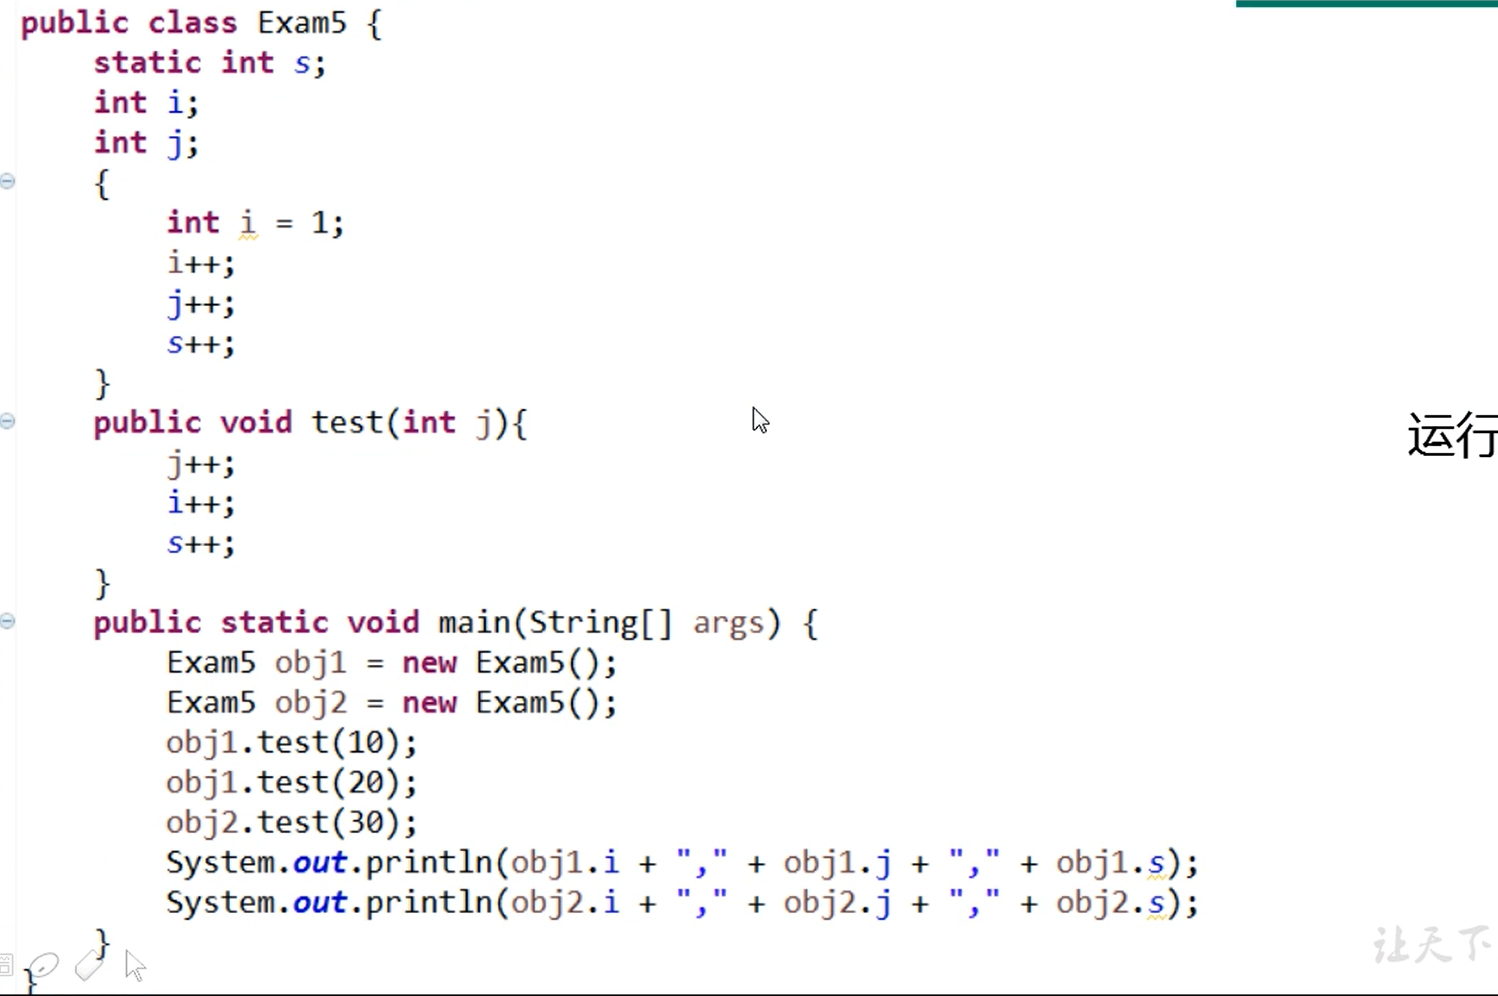 public class Exam5 {
static int s;
int i;
int j;
{
int i = 1;
i++;
j++;
s++;
}
public void test(int j){
j++;
i++;
s++;
}
运行
public static void main(String[] args) {
Exam5 obj1 = new Exam5();
Exam5 obj2 = new Exam5();
obj1.test(10);
obj1.test(20);
obj2.test(30);
System.out.println(obj1.i + "," + obj1.j + "," + obj1.s);
System.out.println(obj2.i + "," + obj2.j + "," + obj2.s);
}
}
让天下